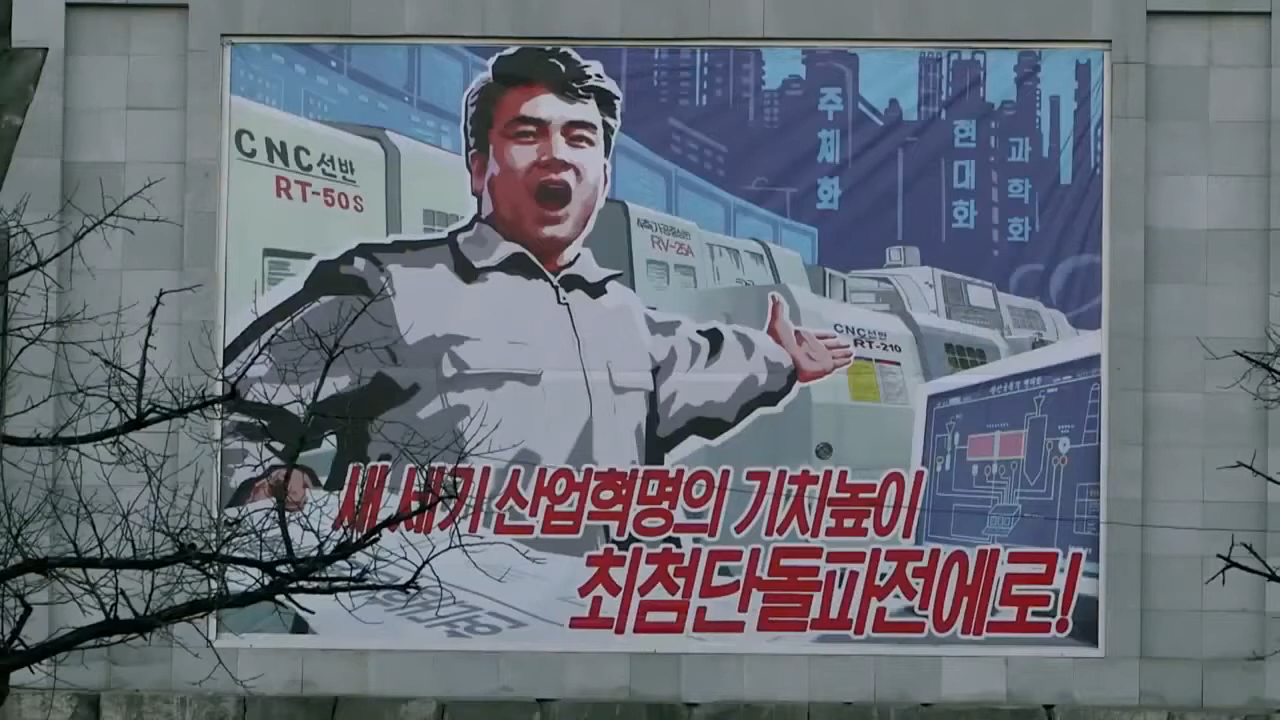 CNC선반
RT-50S
주체화
현대화
과학화
RV-25A
CNC선반
RT-210
새 세기 산업혁명의 기치높이
최첨단돌파전에로!